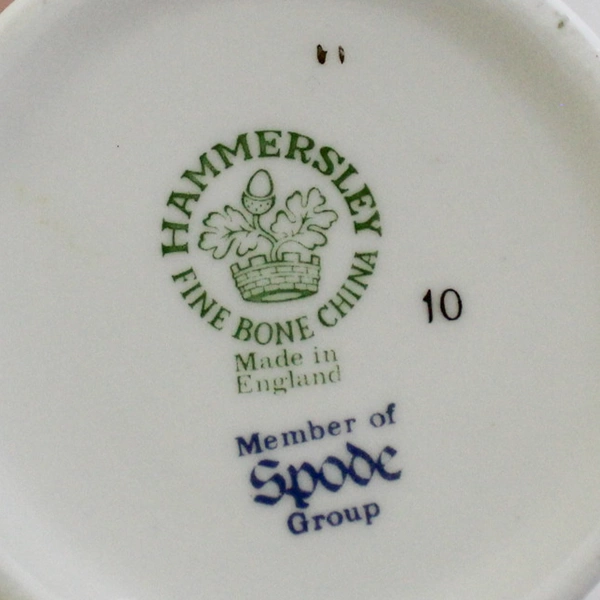 HAMMERSLEY
FINE BONE CHINA
Made in
England
10
Member of
Spode
Group